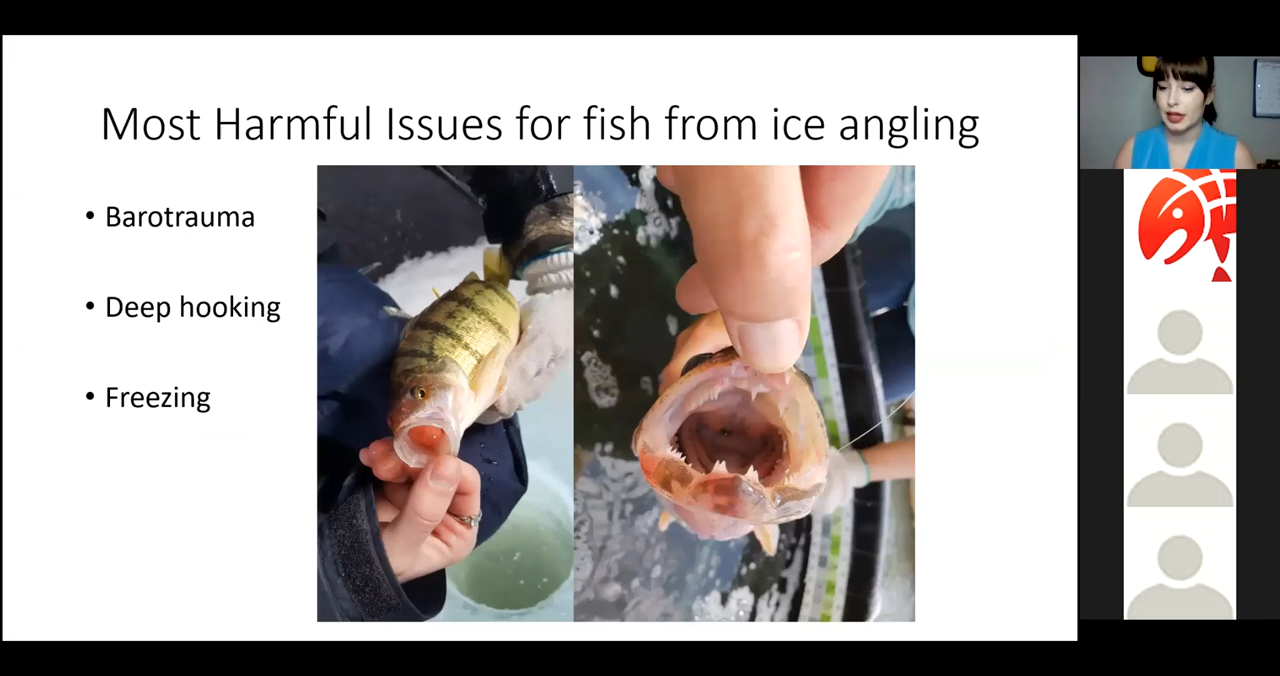 Most Harmful Issues for fish from ice angling
• Barotrauma
• Deep hooking
• Freezing